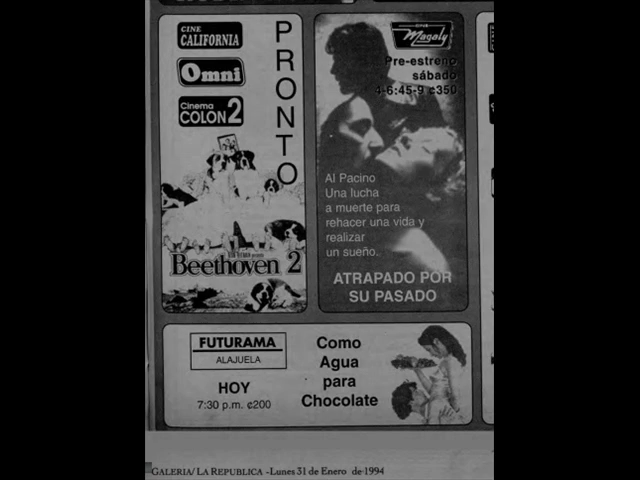 CINE
CALIFORNIA
Omni
Cinema
COLON 2
PRONTO
Beethoven 2
CINE
Magaly
Pre-estreno
sábado
4-6:45-9 ¢350
Al Pacino
Una lucha
a muerte para
rehacer una vida y
realizar
un sueño.
ATRAPADO POR
SU PASADO
FUTURAMA
ALAJUELA
HOY
7:30 p.m. ¢200
Como
Agua
para
Chocolate
GALERIA/ LA REPUBLICA -Lunes 31 de Enero de 1994